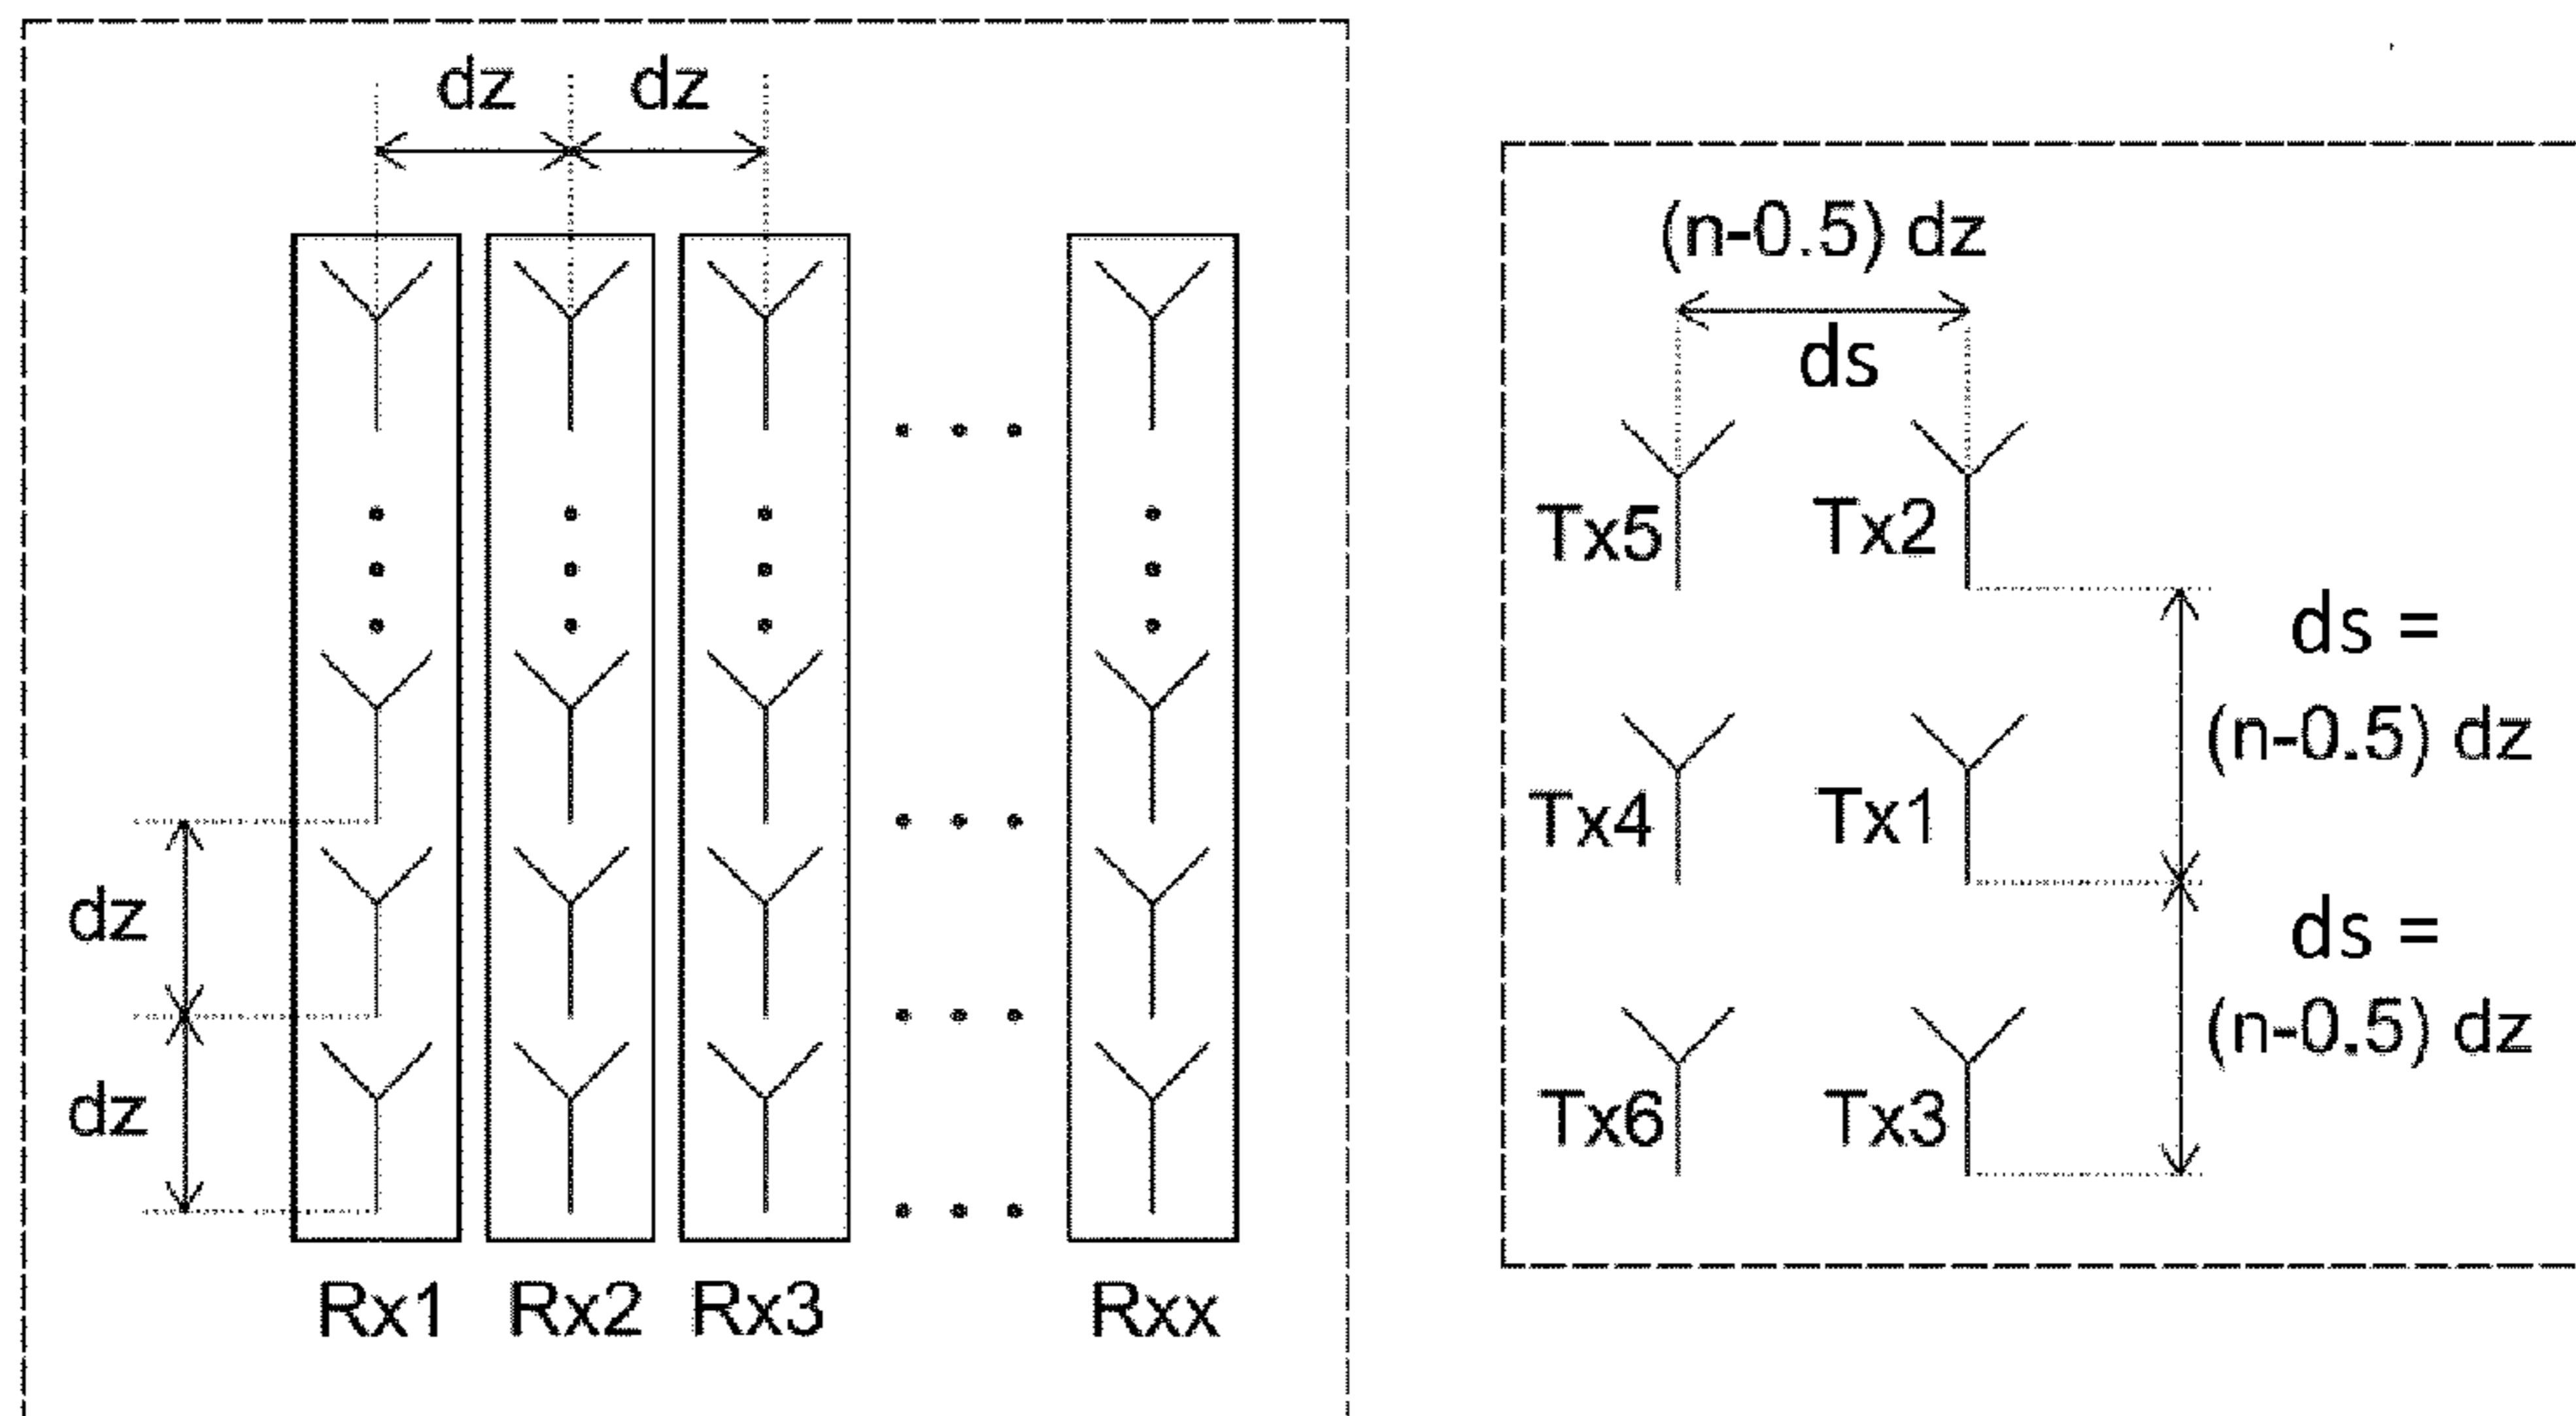 dz dz
dz
dz
Rx1 Rx2 Rx3 Rxx
(n-0.5) dz
ds
Tx5 Tx2
ds =
(n-0.5) dz
Tx4 Tx1
ds =
(n-0.5) dz
Tx6 Tx3